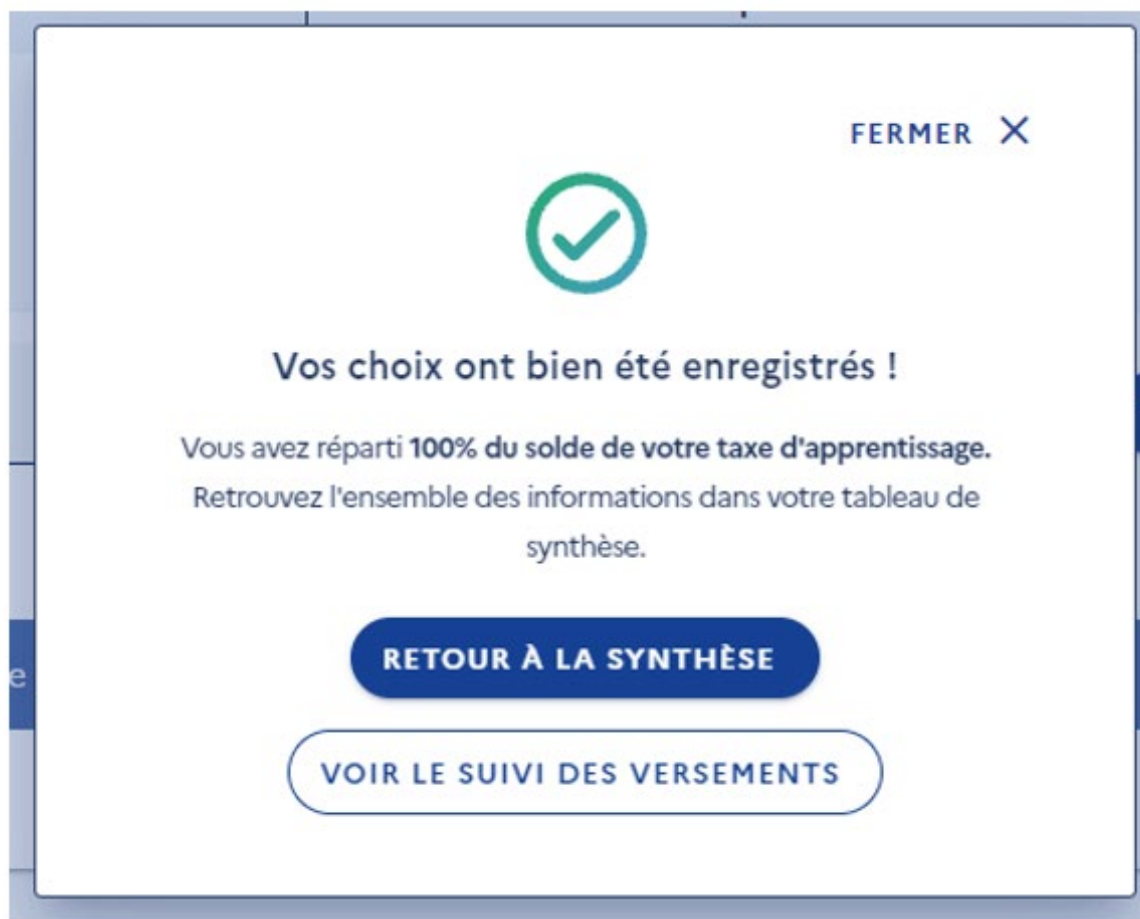 FERMER
Vos choix ont bien été enregistrés !
Vous avez réparti 100% du solde de votre taxe d'apprentissage.
Retrouvez l'ensemble des informations dans votre tableau de
synthèse.
RETOUR À LA SYNTHÈSE
VOIR LE SUIVI DES VERSEMENTS
e